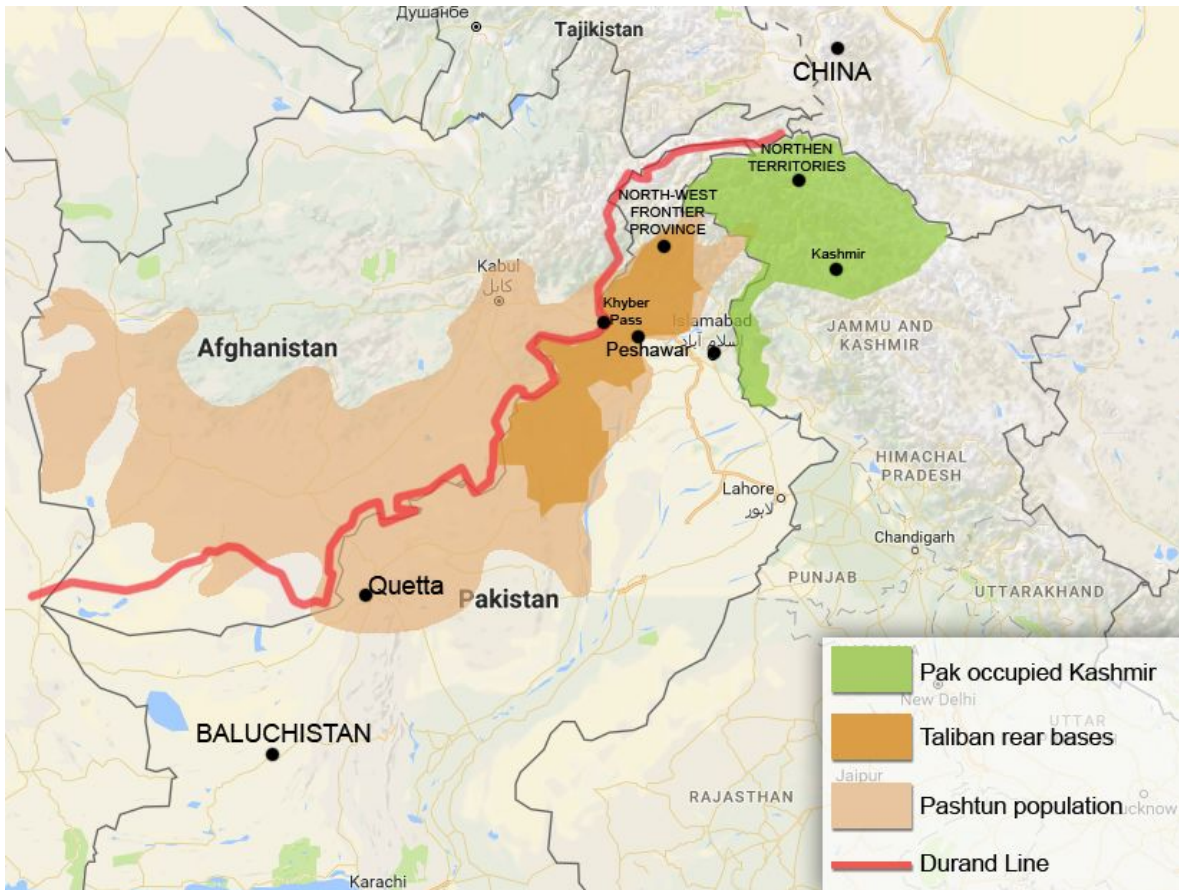 Душанбе
Tajikistan
CHINA
NORTHEN
TERRITORIES
NORTH-WEST
FRONTIER
PROVINCE
Kashmir
Kabul
کابل
Khyber
Pass
Islamabad
اسلام آباد
Peshawar
Afghanistan
JAMMU AND
KASHMIR
HIMACHAL
PRADESH
Lahore
لاہور
Chandigarh
PUNJAB
UTTARAKHAND
Quetta
Pakistan
BALUCHISTAN
RAJASTHAN
Karachi
Pak occupied Kashmir
New Delhi
UTTAR
Taliban rear bases
Jaipur
Pashtun population
ucknow
Durand Line